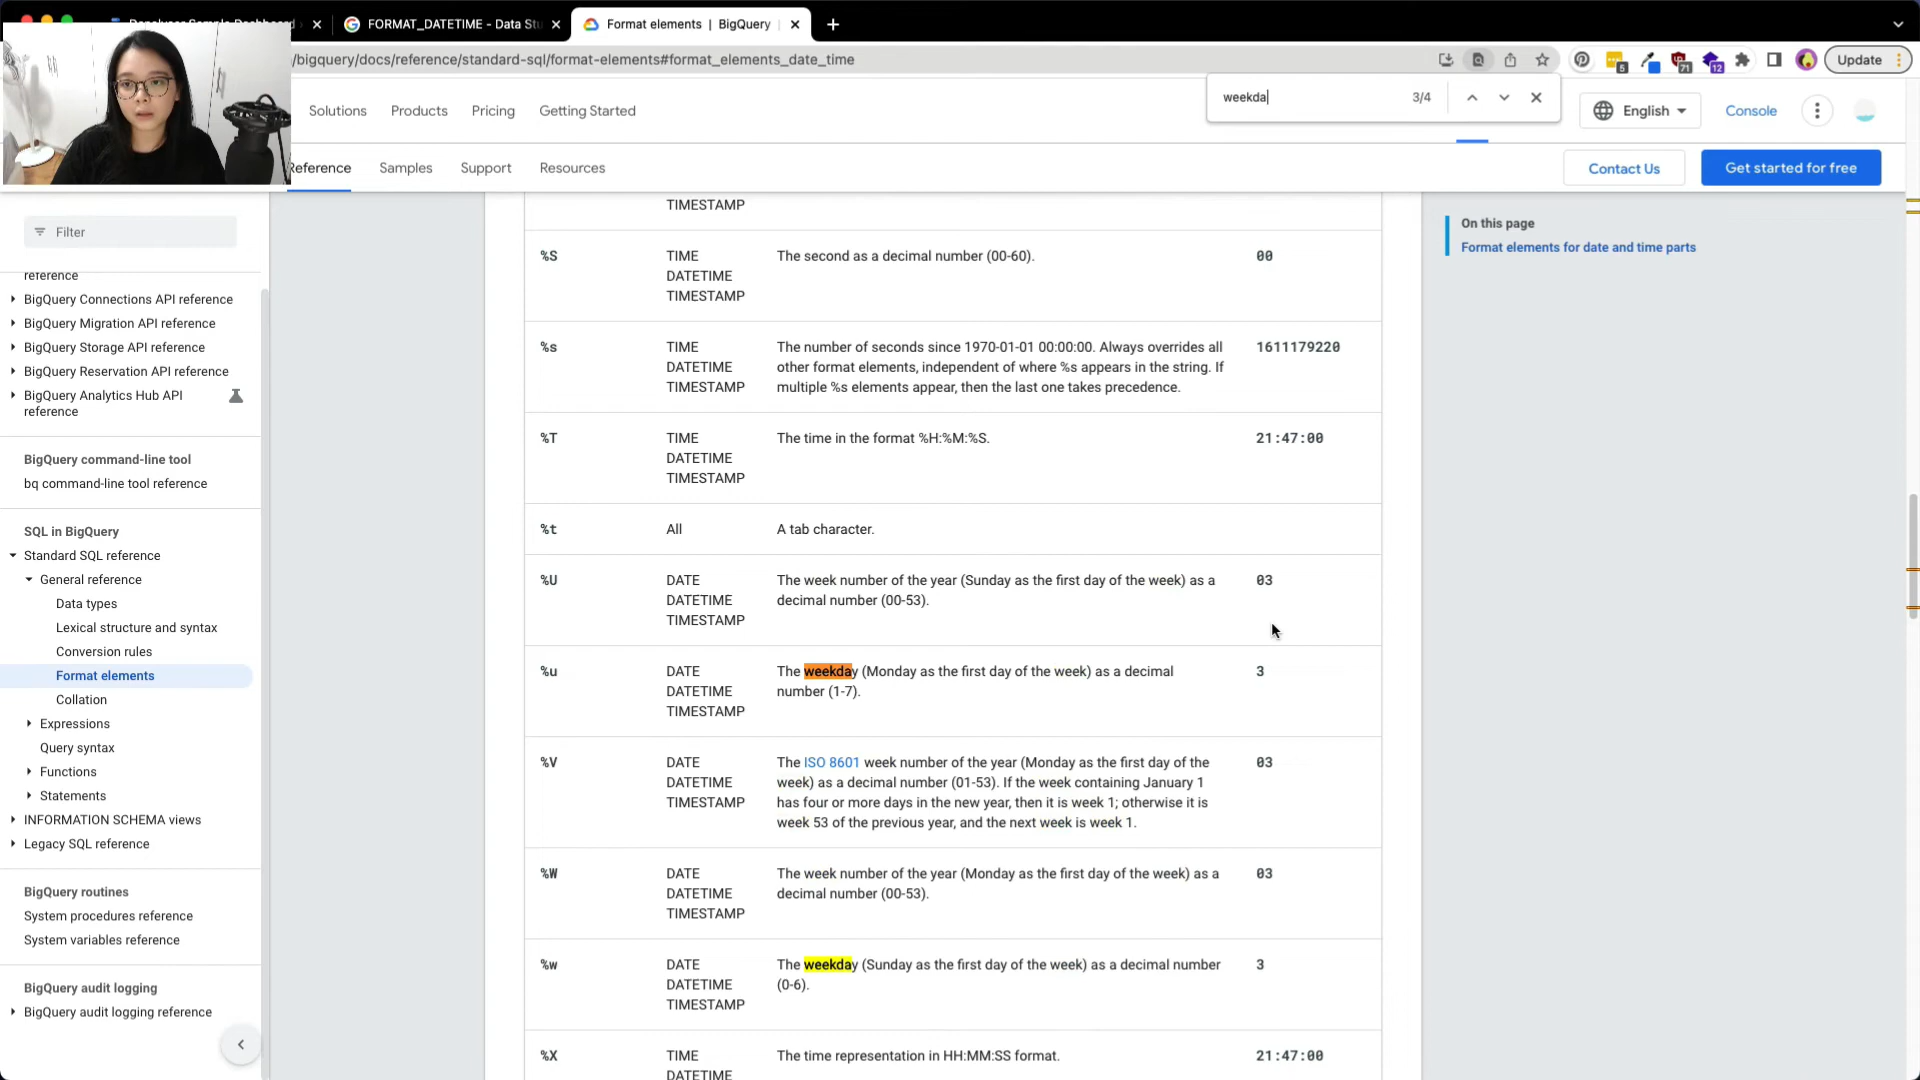 FORMAT_DATETIME - Data Stu
Format elements | BigQuery
/bigquery/docs/reference/standard-sql/format-elements#format_elements_date_time
5
71
12
Update
weekda
3/4
Solutions
Products
Pricing
Getting Started
English
Console
Reference
Samples
Support
Resources
Contact Us
Get started for free
Filter
reference
BigQuery Connections API reference
BigQuery Migration API reference
BigQuery Storage API reference
BigQuery Reservation API reference
BigQuery Analytics Hub API
reference
BigQuery command-line tool
bq command-line tool reference
SQL in BigQuery
Standard SQL reference
General reference
Data types
Lexical structure and syntax
Conversion rules
Format elements
Collation
Expressions
Query syntax
Functions
Statements
INFORMATION SCHEMA views
Legacy SQL reference
BigQuery routines
System procedures reference
System variables reference
BigQuery audit logging
BigQuery audit logging reference
TIMESTAMP
%S
TIME
DATETIME
TIMESTAMP
The second as a decimal number (00-60).
00
%s
TIME
DATETIME
TIMESTAMP
The number of seconds since 1970-01-01 00:00:00. Always overrides all
other format elements, independent of where %s appears in the string. If
multiple %s elements appear, then the last one takes precedence.
1611179220
%T
TIME
DATETIME
TIMESTAMP
The time in the format %H:%M:%S.
21:47:00
%t
All
A tab character.
%U
DATE
DATETIME
TIMESTAMP
The week number of the year (Sunday as the first day of the week) as a
decimal number (00-53).
03
%u
DATE
DATETIME
TIMESTAMP
The weekday (Monday as the first day of the week) as a decimal
number (1-7).
3
%V
DATE
DATETIME
TIMESTAMP
The ISO 8601 week number of the year (Monday as the first day of the
week) as a decimal number (01-53). If the week containing January 1
has four or more days in the new year, then it is week 1; otherwise it is
week 53 of the previous year, and the next week is week 1.
03
%W
DATE
DATETIME
TIMESTAMP
The week number of the year (Monday as the first day of the week) as a
decimal number (00-53).
03
%w
DATE
DATETIME
TIMESTAMP
The weekday (Sunday as the first day of the week) as a decimal number
(0-6).
3
%X
TIME
DATETIME
The time representation in HH:MM:SS format.
21:47:00
On this page
Format elements for date and time parts